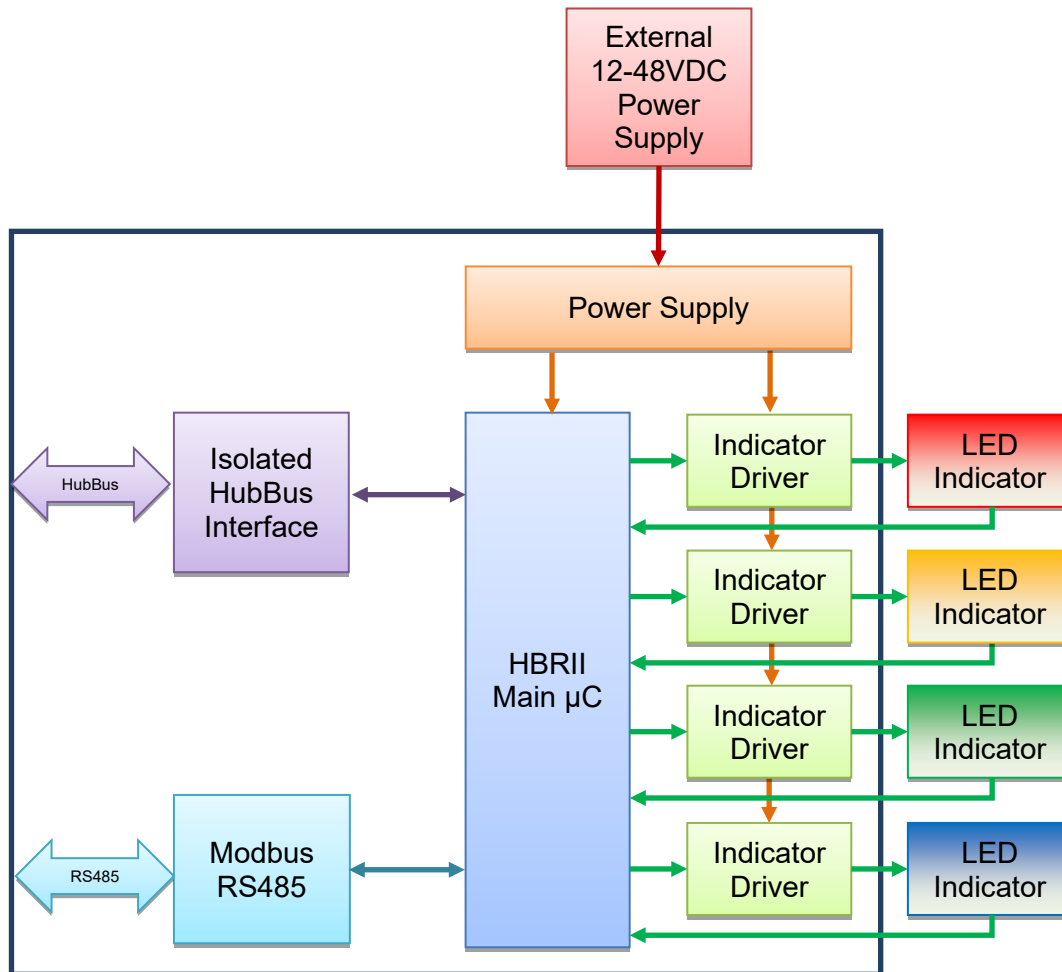 External
12-48VDC
Power
Supply
Power Supply
Isolated
HubBus
Interface
HubBus
HBRII
Main µC
Indicator
Driver
LED
Indicator
Indicator
Driver
LED
Indicator
Indicator
Driver
LED
Indicator
Modbus
RS485
RS485
Indicator
Driver
LED
Indicator